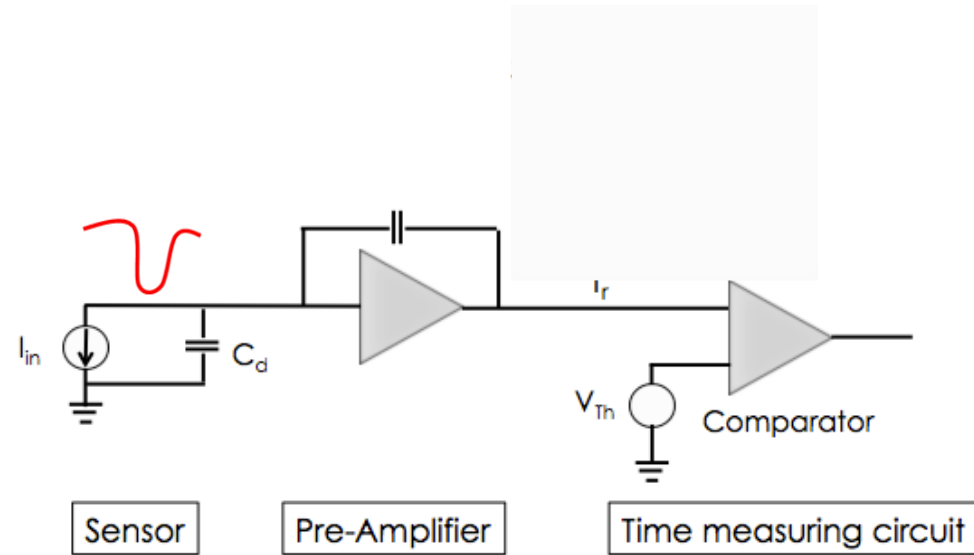 I_in
C_d
V_Th
Comparator
Sensor
Pre-Amplifier
Time measuring circuit